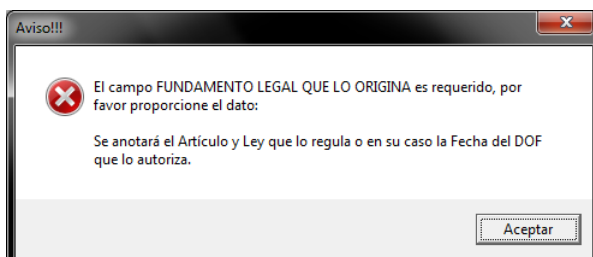 Aviso!!!
El campo FUNDAMENTO LEGAL QUE LO ORIGINA es requerido, por
favor proporcione el dato:
Se anotará el Artículo y Ley que lo regula o en su caso la Fecha del DOF
que lo autoriza.
Aceptar